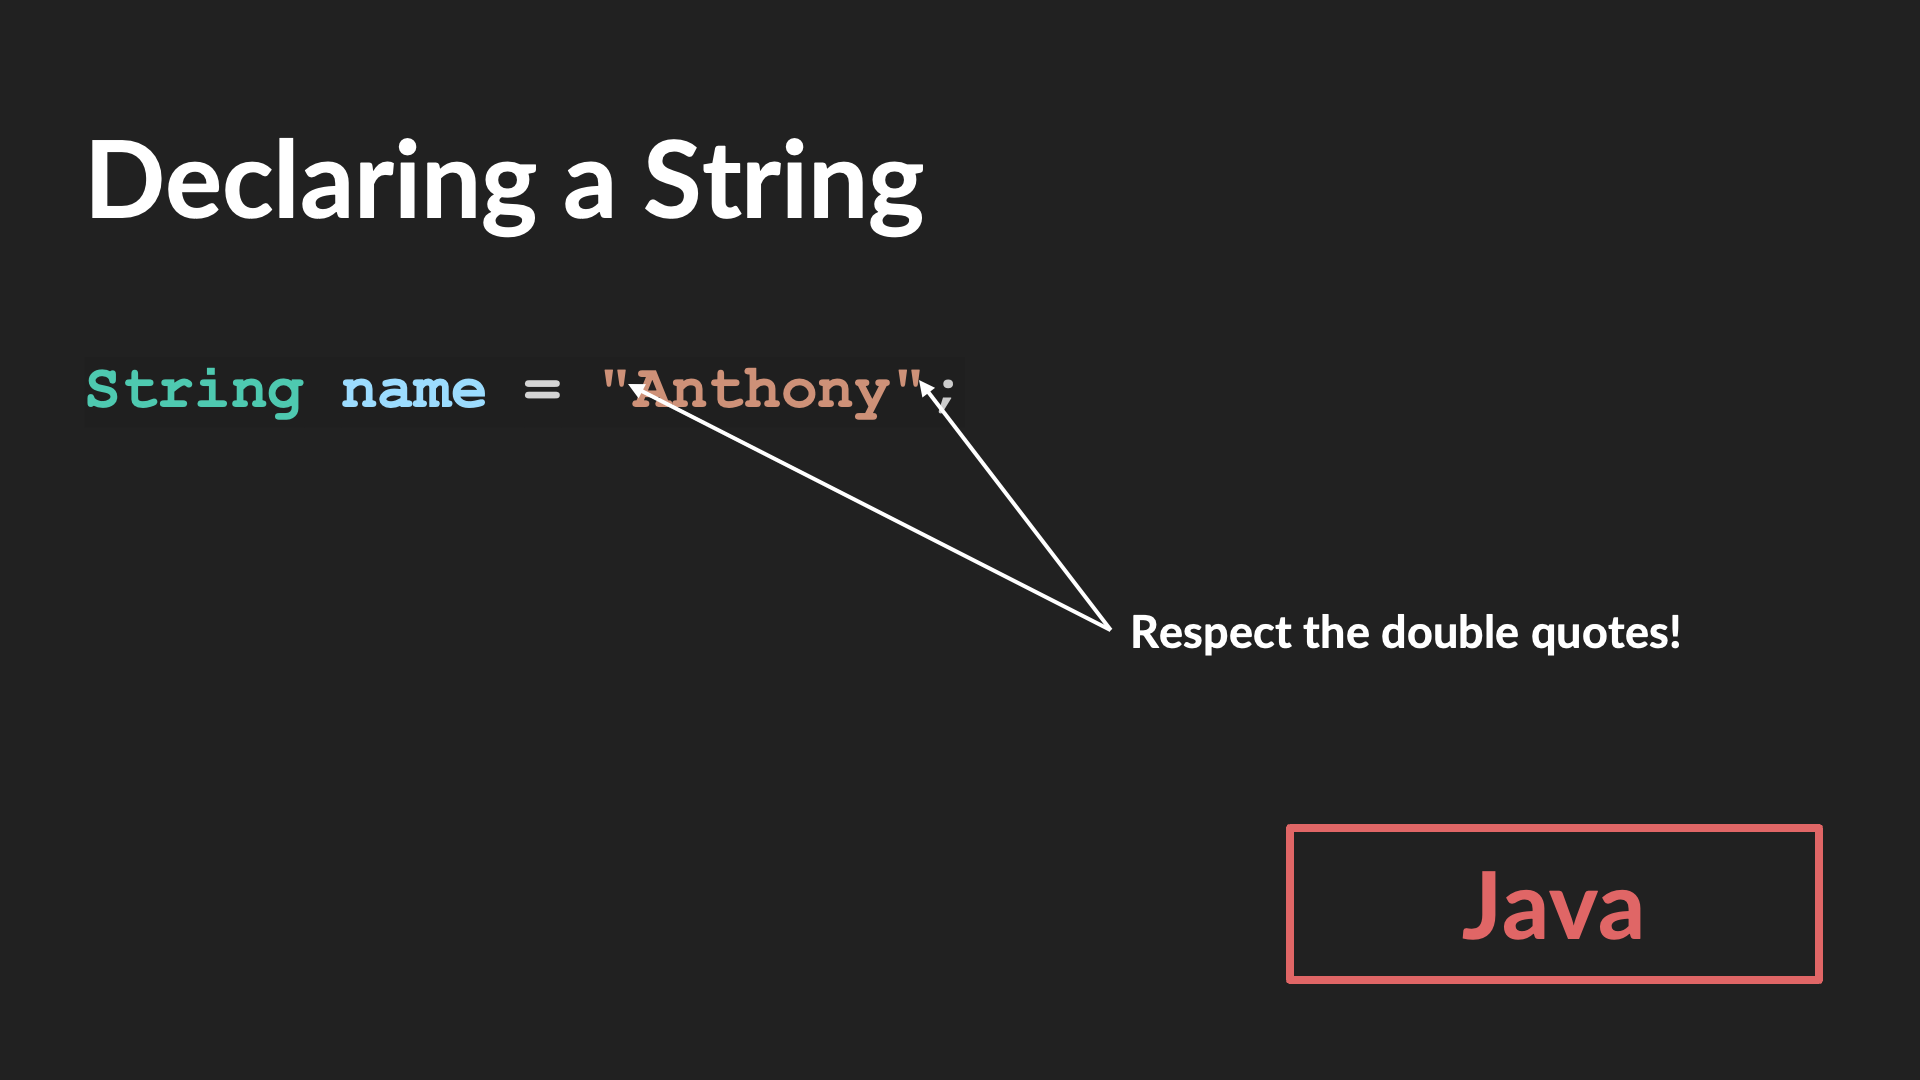 Declaring a String
String name = "Anthony";
Respect the double quotes!
Java